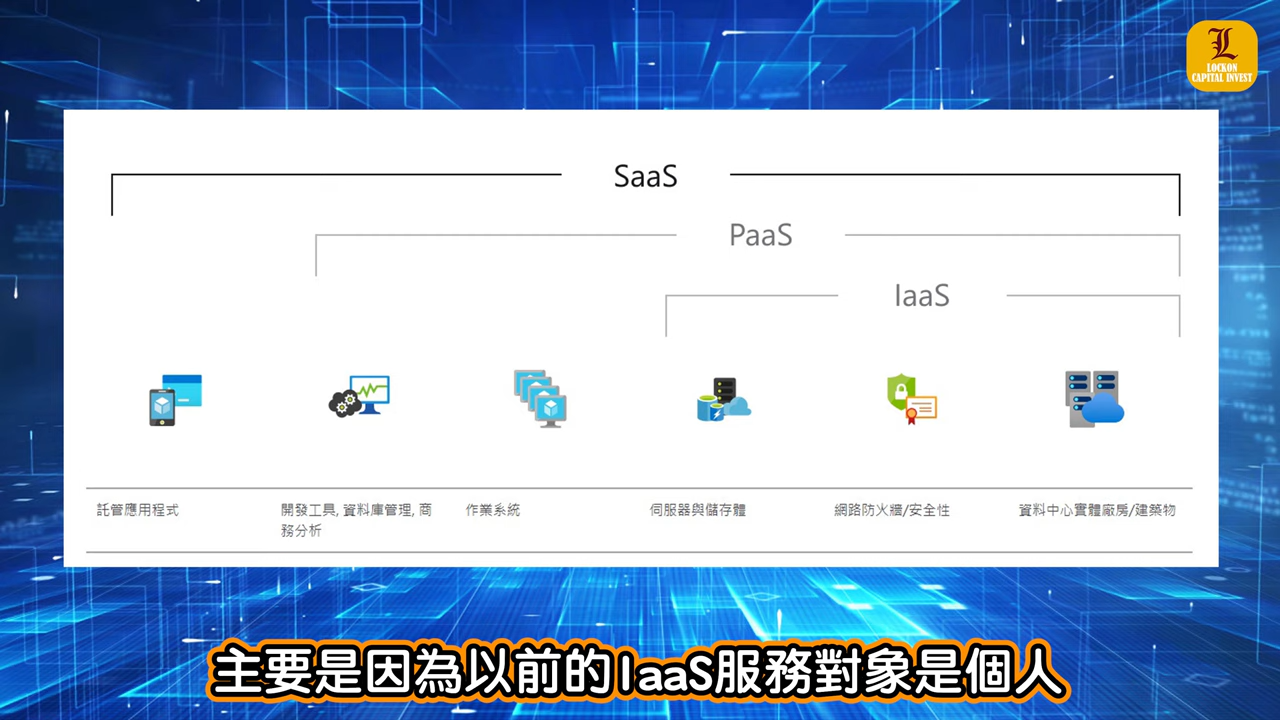 L
LOCKON
CAPITAL INVEST
SaaS
PaaS
IaaS
託管應用程式
開發工具, 資料庫管理, 商
務分析
作業系統
伺服器與儲存體
網路防火牆/安全性
資料中心實體廠房/建築物
主要是因為以前的IaaS服務對象是個人